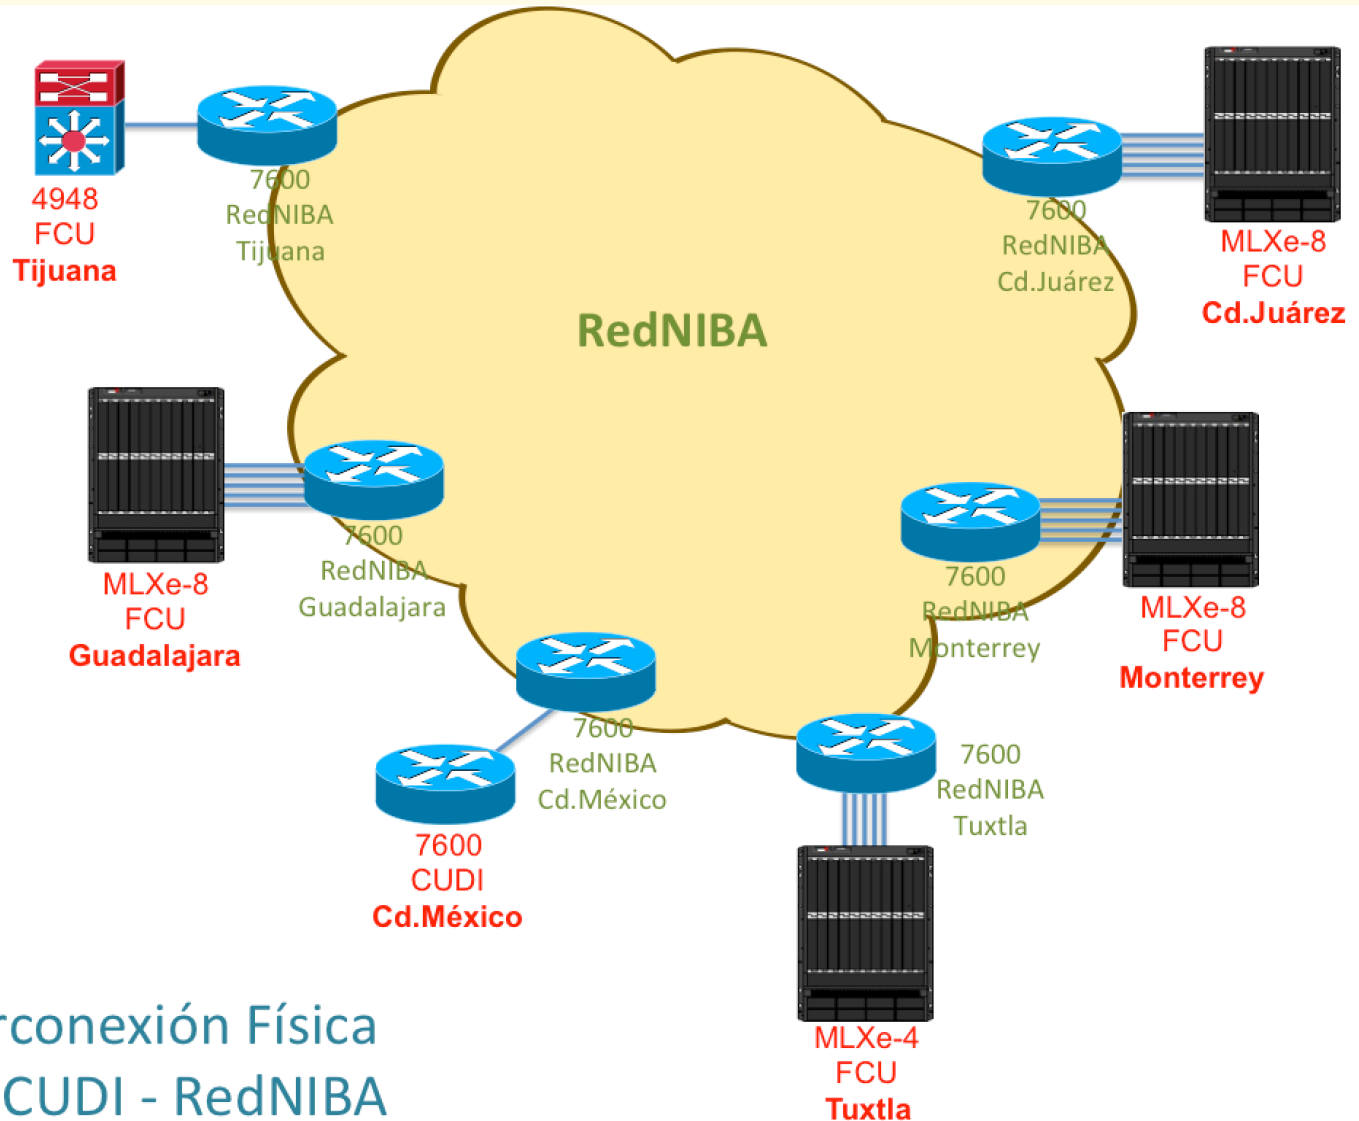 7600
RedNIBA
Tijuana
4948
FCU
Tijuana
7600
RedNIBA
Cd.Juárez
MLXe-8
FCU
Cd.Juárez
RedNIBA
MLXe-8
FCU
Guadalajara
7600
RedNIBA
Guadalajara
7600
RedNIBA
Monterrey
MLXe-8
FCU
Monterrey
7600
RedNIBA
Cd.México
7600
CUDI
Cd.México
7600
RedNIBA
Tuxtla
MLXe-4
FCU
Tuxtla
rconexión Física
CUDI - RedNIBA